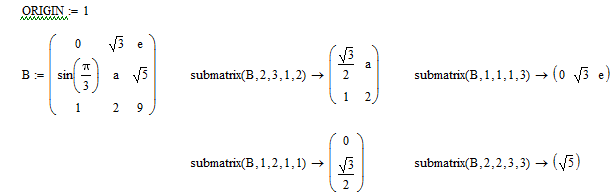 ORIGIN := 1
B := ( 0 √3 e
sin(π/3) a √5
1 2 9 )
submatrix(B,2,3,1,2) → ( √3/2 a
1 2 )
submatrix(B,1,1,1,3) → (0 √3 e)
submatrix(B,1,2,1,1) → ( 0
√3/2 )
submatrix(B,2,2,3,3) → (√5)